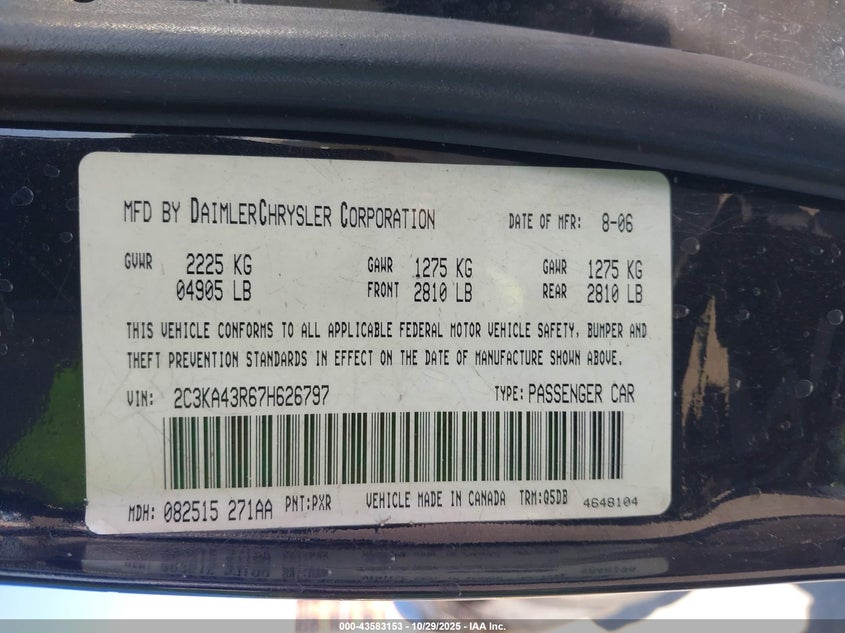 MFD BY DAIMLERCHRYSLER CORPORATION DATE OF MFR: 8-06
GVWR 2225 KG GAWR 1275 KG GAWR 1275 KG
04905 LB FRONT 2810 LB REAR 2810 LB
THIS VEHICLE CONFORMS TO ALL APPLICABLE FEDERAL MOTOR VEHICLE SAFETY, BUMPER AND
THEFT PREVENTION STANDARDS IN EFFECT ON THE DATE OF MANUFACTURE SHOWN ABOVE.
VIN: 2C3KA43R67H626797 TYPE: PASSENGER CAR
MDH: 082515 271AA PNT: PXR VEHICLE MADE IN CANADA TRM: Q5DB 4648104
000-43583153 - 10/29/2025 - IAA, Inc.